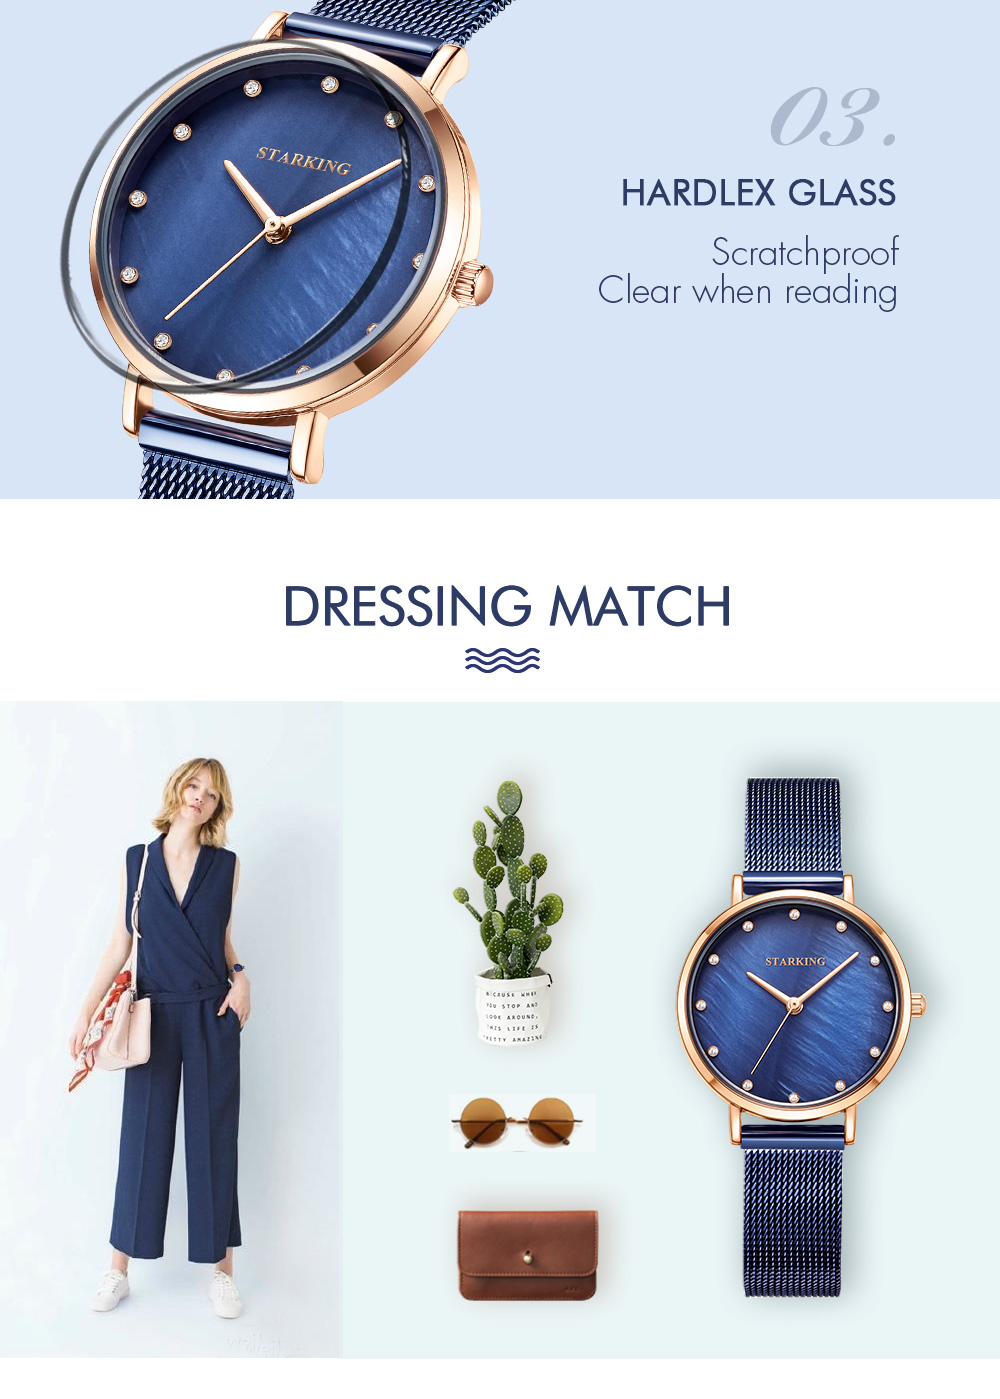 STARKING
03.
HARDLEX GLASS
Scratchproof
Clear when reading
DRESSING MATCH
BECAUSE WHEN
YOU STOP AND
LOOK AROUND,
THIS LIFE IS
PRETTY AMAZING
STARKING